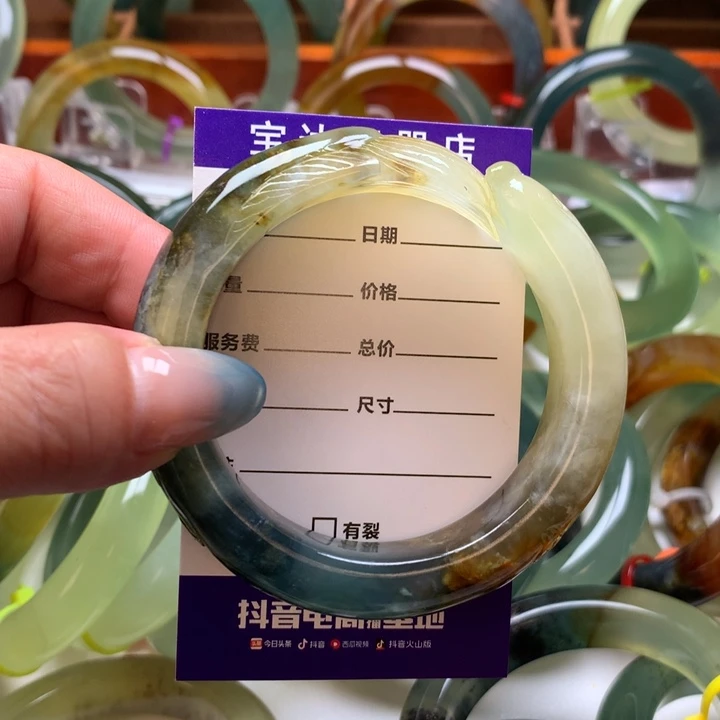 日期
量 价格
服务费 总价
尺寸
有裂
抖音电商
今日头条 抖音 西瓜视频 抖音火山版